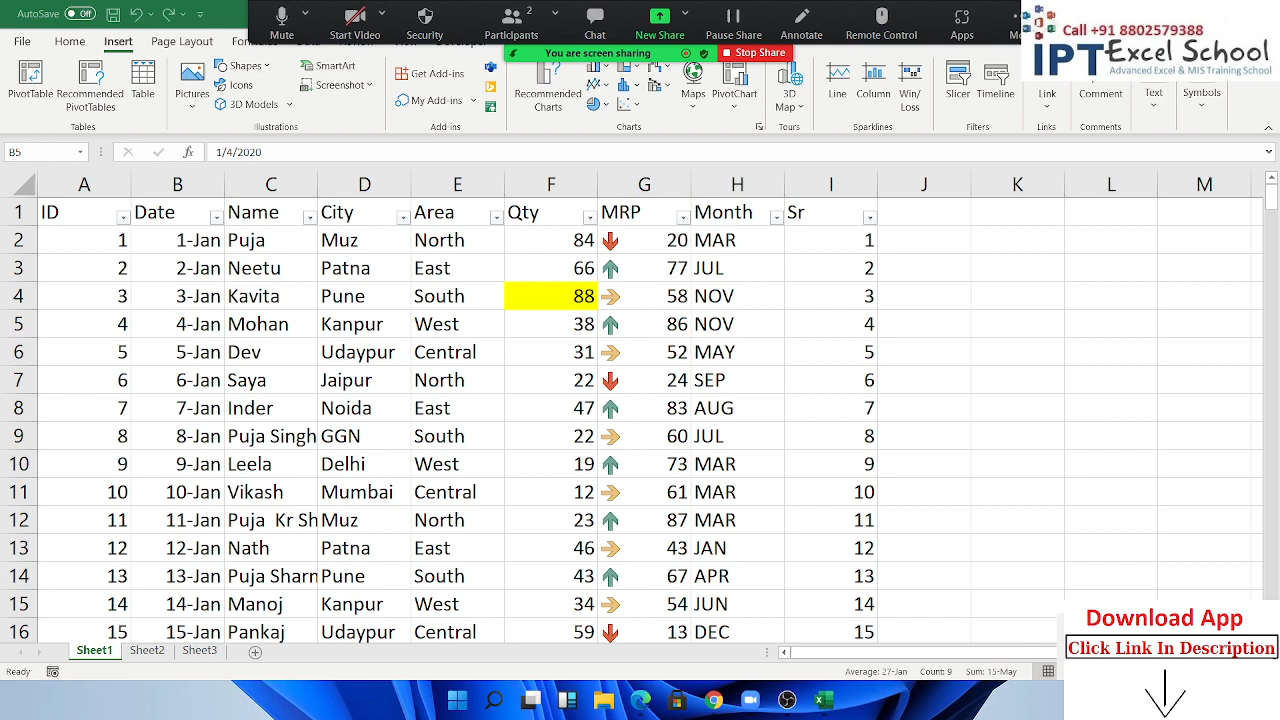 AutoSave Off
Mute Start Video Security Participants 2 Chat New Share Pause Share Annotate Remote Control Apps
You are screen sharing Stop Share
Call +91 8802579388
IPT Excel School
Advanced Excel & MIS Training School
File Home Insert Page Layout
PivotTable Recommended PivotTables Table
Tables
Pictures Shapes Icons 3D Models SmartArt Screenshot
Illustrations
Get Add-ins
My Add-ins
Add-ins
Recommended Charts
Maps PivotChart
Charts
3D Map
Tours
Line Column Win/Loss
Sparklines
Slicer Timeline
Filters
Link
Links
Comment
Comments
Text
Symbols
B5 fx 1/4/2020
A B C D E F G H I J K L M
1 ID Date Name City Area Qty MRP Month Sr
2 1 1-Jan Puja Muz North 84 20 MAR 1
3 2 2-Jan Neetu Patna East 66 77 JUL 2
4 3 3-Jan Kavita Pune South 88 58 NOV 3
5 4 4-Jan Mohan Kanpur West 38 86 NOV 4
6 5 5-Jan Dev Udaypur Central 31 52 MAY 5
7 6 6-Jan Saya Jaipur North 22 24 SEP 6
8 7 7-Jan Inder Noida East 47 83 AUG 7
9 8 8-Jan Puja Singh GGN South 22 60 JUL 8
10 9 9-Jan Leela Delhi West 19 73 MAR 9
11 10 10-Jan Vikash Mumbai Central 12 61 MAR 10
12 11 11-Jan Puja Kr Sh Muz North 23 87 MAR 11
13 12 12-Jan Nath Patna East 46 43 JAN 12
14 13 13-Jan Puja Sharn Pune South 43 67 APR 13
15 14 14-Jan Manoj Kanpur West 34 54 JUN 14
16 15 15-Jan Pankaj Udaypur Central 59 13 DEC 15
Sheet1 Sheet2 Sheet3
Ready Average: 27-Jan Count: 9 Sum: 15-May
Download App
Click Link In Description